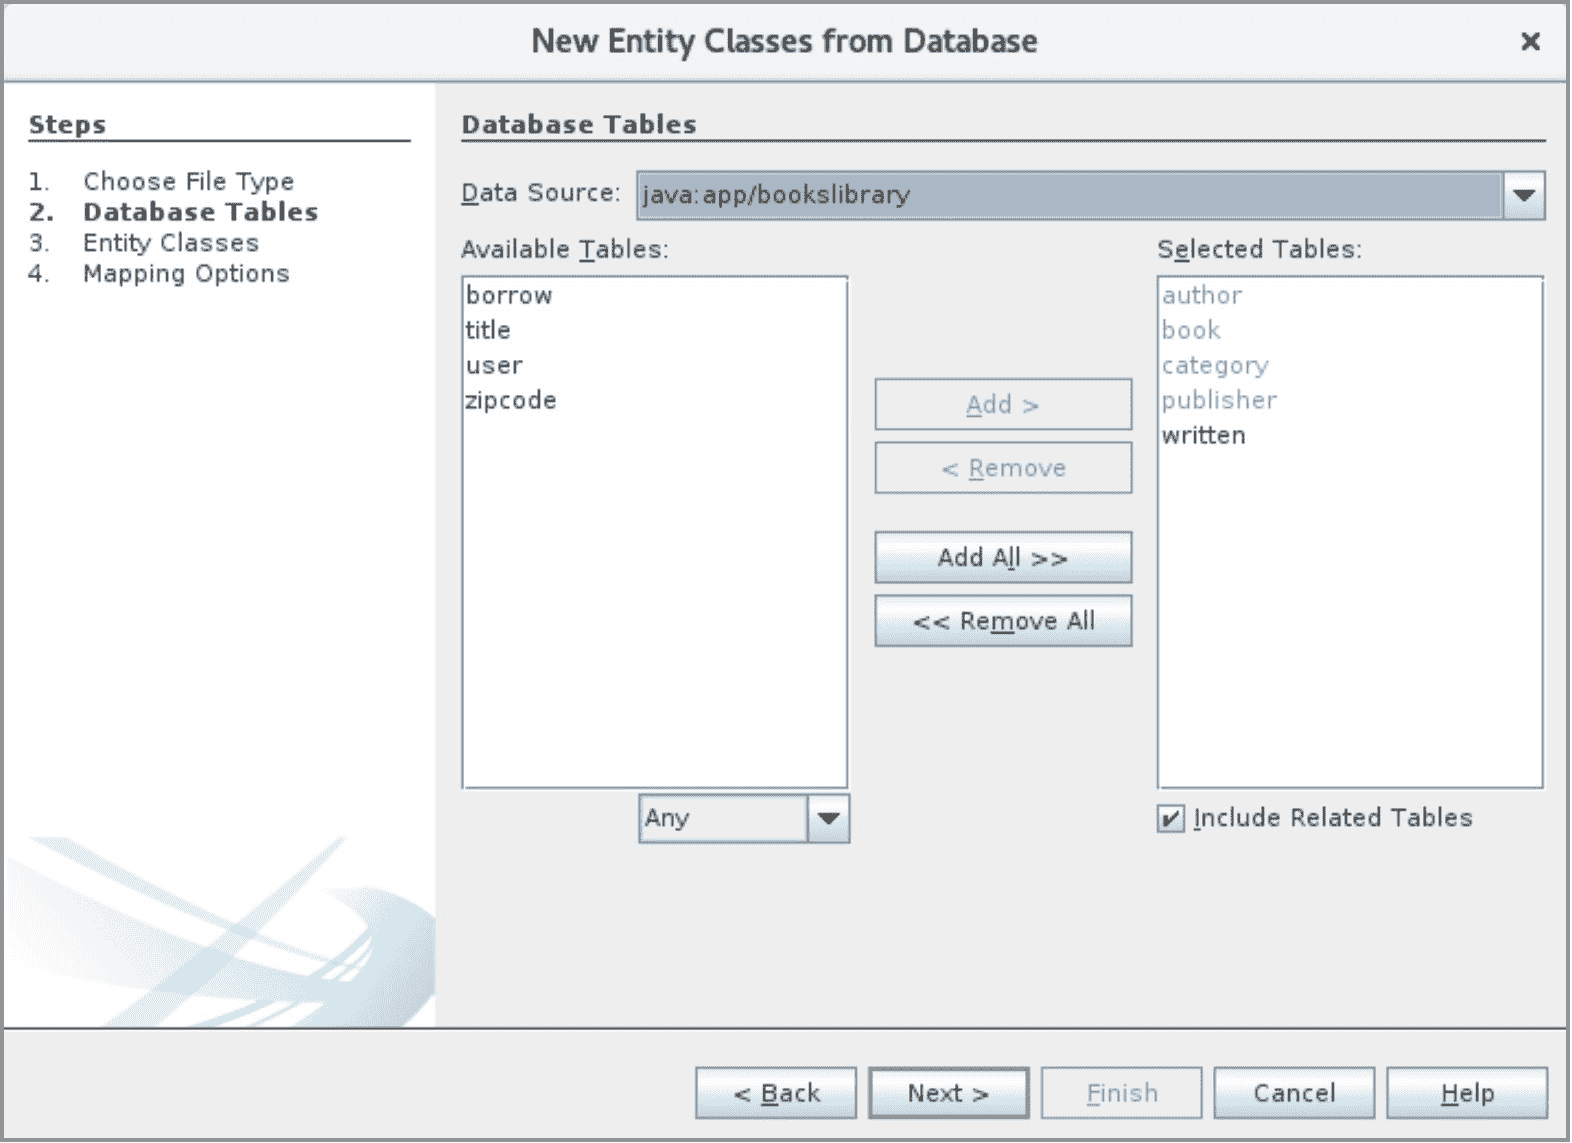 New Entity Classes from Database
Steps
1. Choose File Type
2. Database Tables
3. Entity Classes
4. Mapping Options
Database Tables
Data Source: java:app/bookslibrary
Available Tables:
borrow
title
user
zipcode
Any
Add >
< Remove
Add All >>
<< Remove All
Selected Tables:
author
book
category
publisher
written
Include Related Tables
< Back Next > Finish Cancel Help